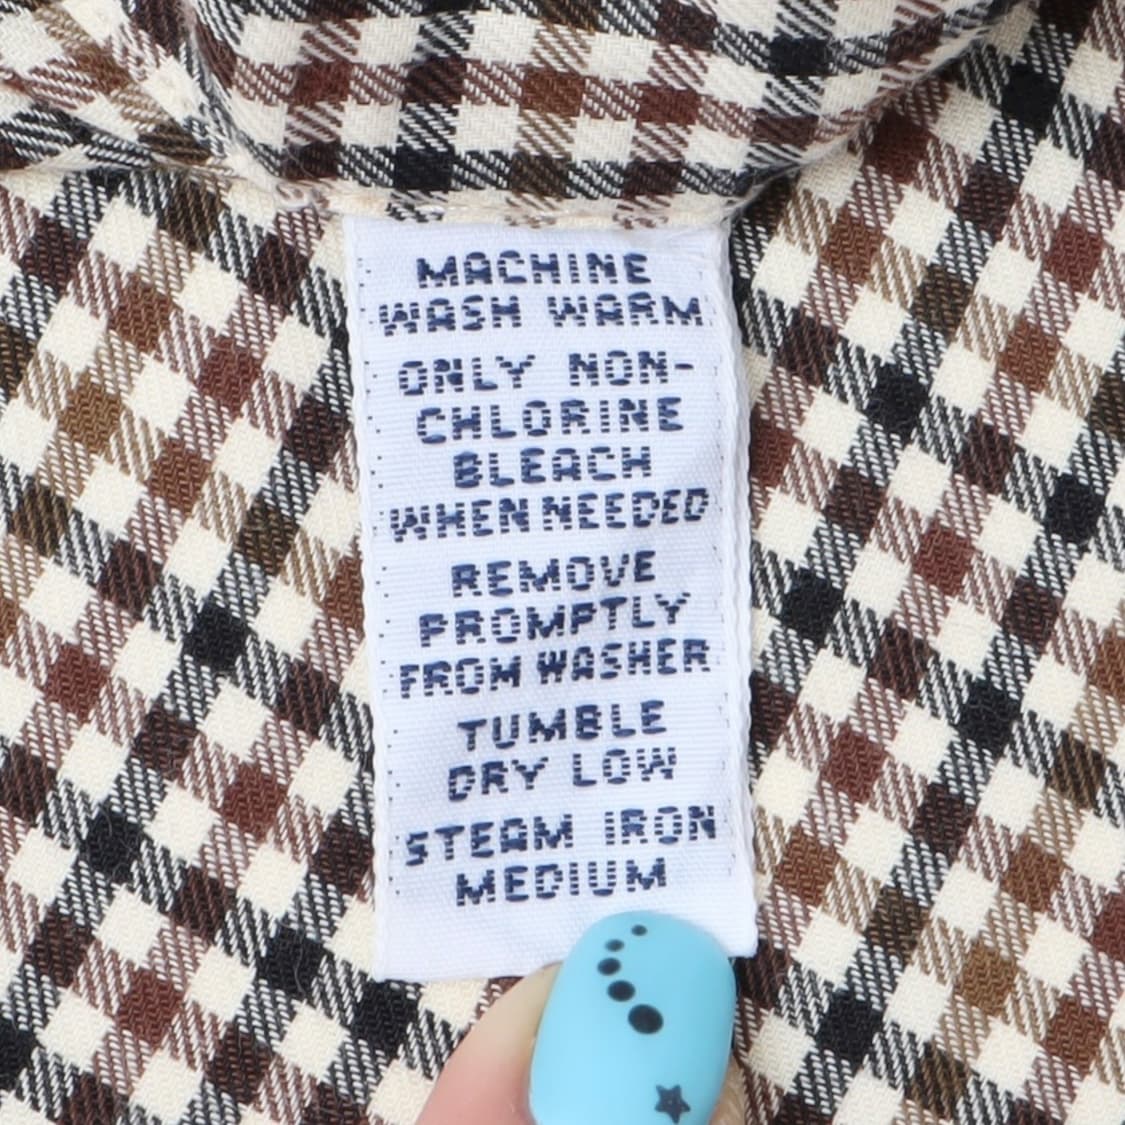 MACHINE
WASH WARM
ONLY NON-
CHLORINE
BLEACH
WHEN NEEDED
REMOVE
PROMPTLY
FROM WASHER
TUMBLE
DRY LOW
STEAM IRON
MEDIUM